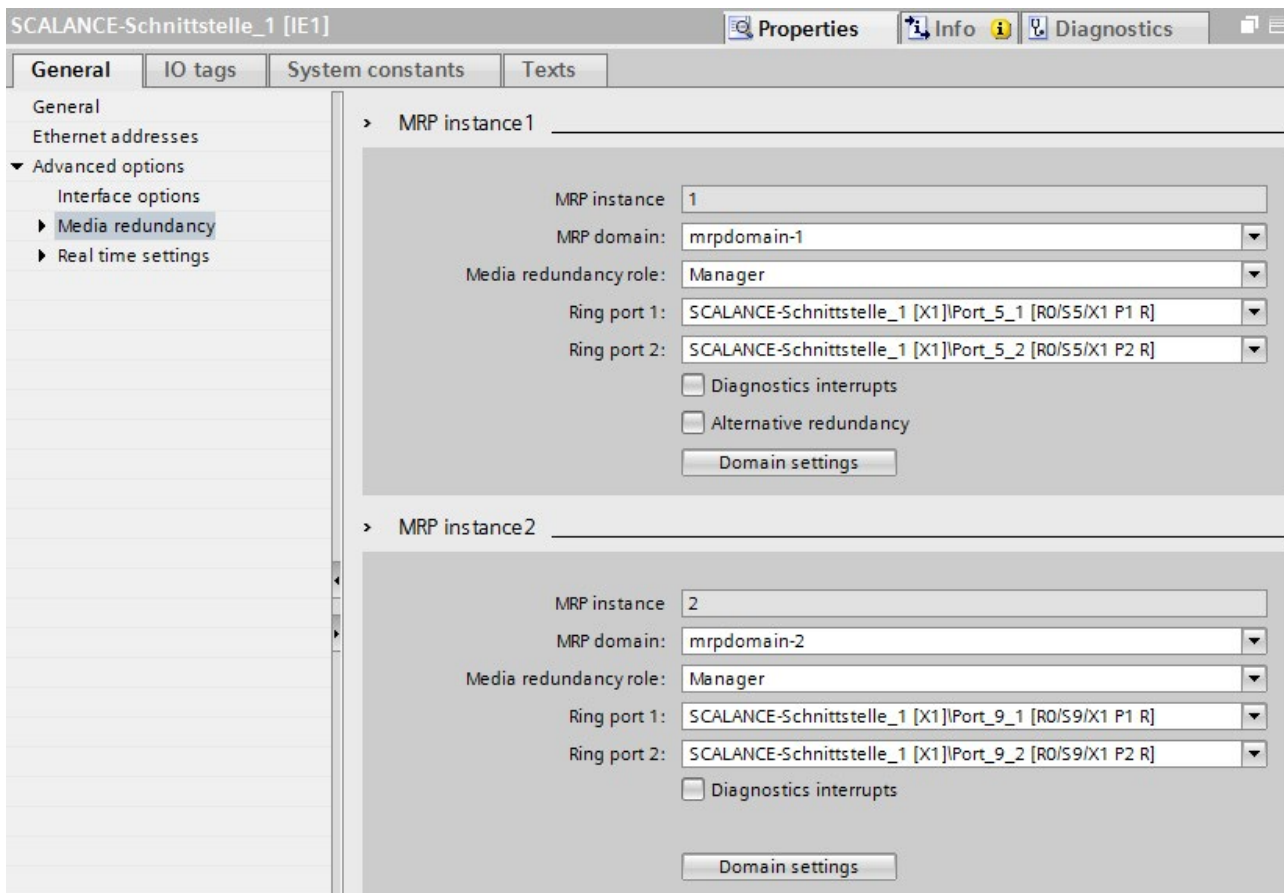 SCALANCE-Schnittstelle_1 [IE1]
Properties
Info
Diagnostics
General
IO tags
System constants
Texts
General
Ethernet addresses
Advanced options
Interface options
Media redundancy
Real time settings
MRP instance1
MRP instance 1
MRP domain: mrpdomain-1
Media redundancy role: Manager
Ring port 1: SCALANCE-Schnittstelle_1 [X1]\Port_5_1 [R0/S5/X1 P1 R]
Ring port 2: SCALANCE-Schnittstelle_1 [X1]\Port_5_2 [R0/S5/X1 P2 R]
Diagnostics interrupts
Alternative redundancy
Domain settings
MRP instance2
MRP instance 2
MRP domain: mrpdomain-2
Media redundancy role: Manager
Ring port 1: SCALANCE-Schnittstelle_1 [X1]\Port_9_1 [R0/S9/X1 P1 R]
Ring port 2: SCALANCE-Schnittstelle_1 [X1]\Port_9_2 [R0/S9/X1 P2 R]
Diagnostics interrupts
Domain settings